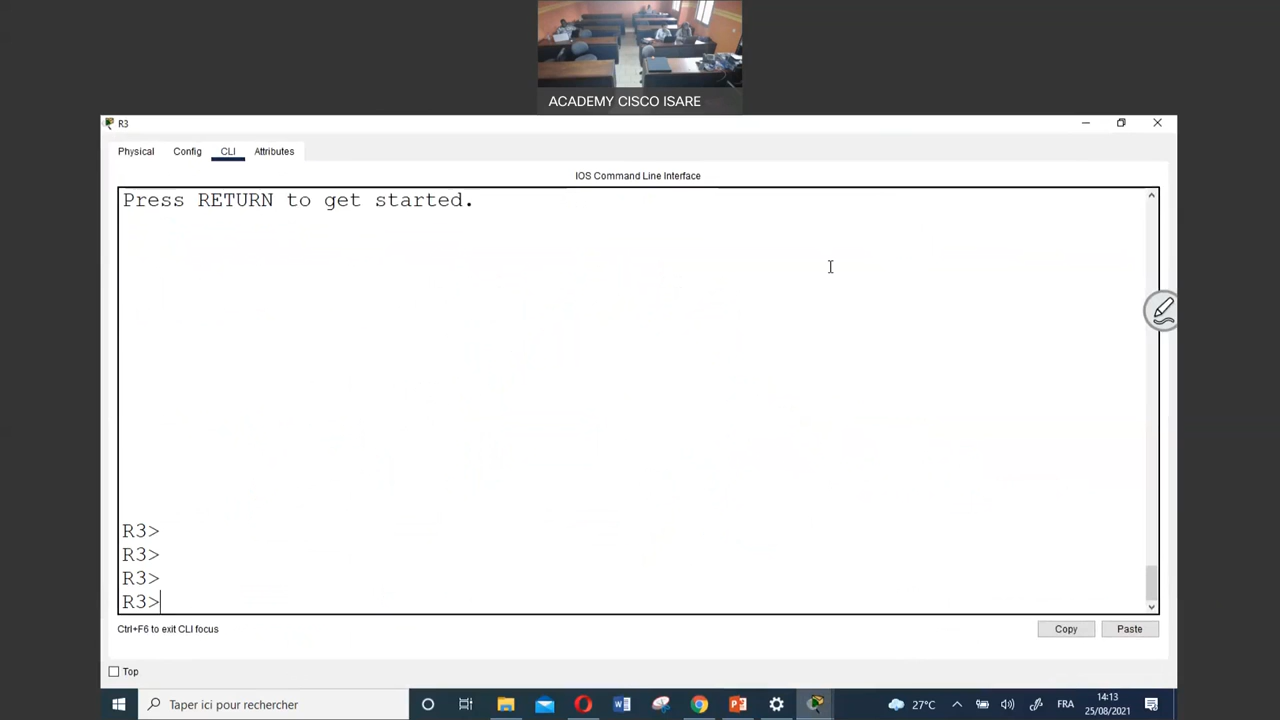 ACADEMY CISCO ISARE
R3
Physical Config CLI Attributes
IOS Command Line Interface
Press RETURN to get started.
R3>
R3>
R3>
R3>
Ctrl+F6 to exit CLI focus
Copy Paste
Top
Taper ici pour rechercher
27°C
FRA
14:13
25/08/2021